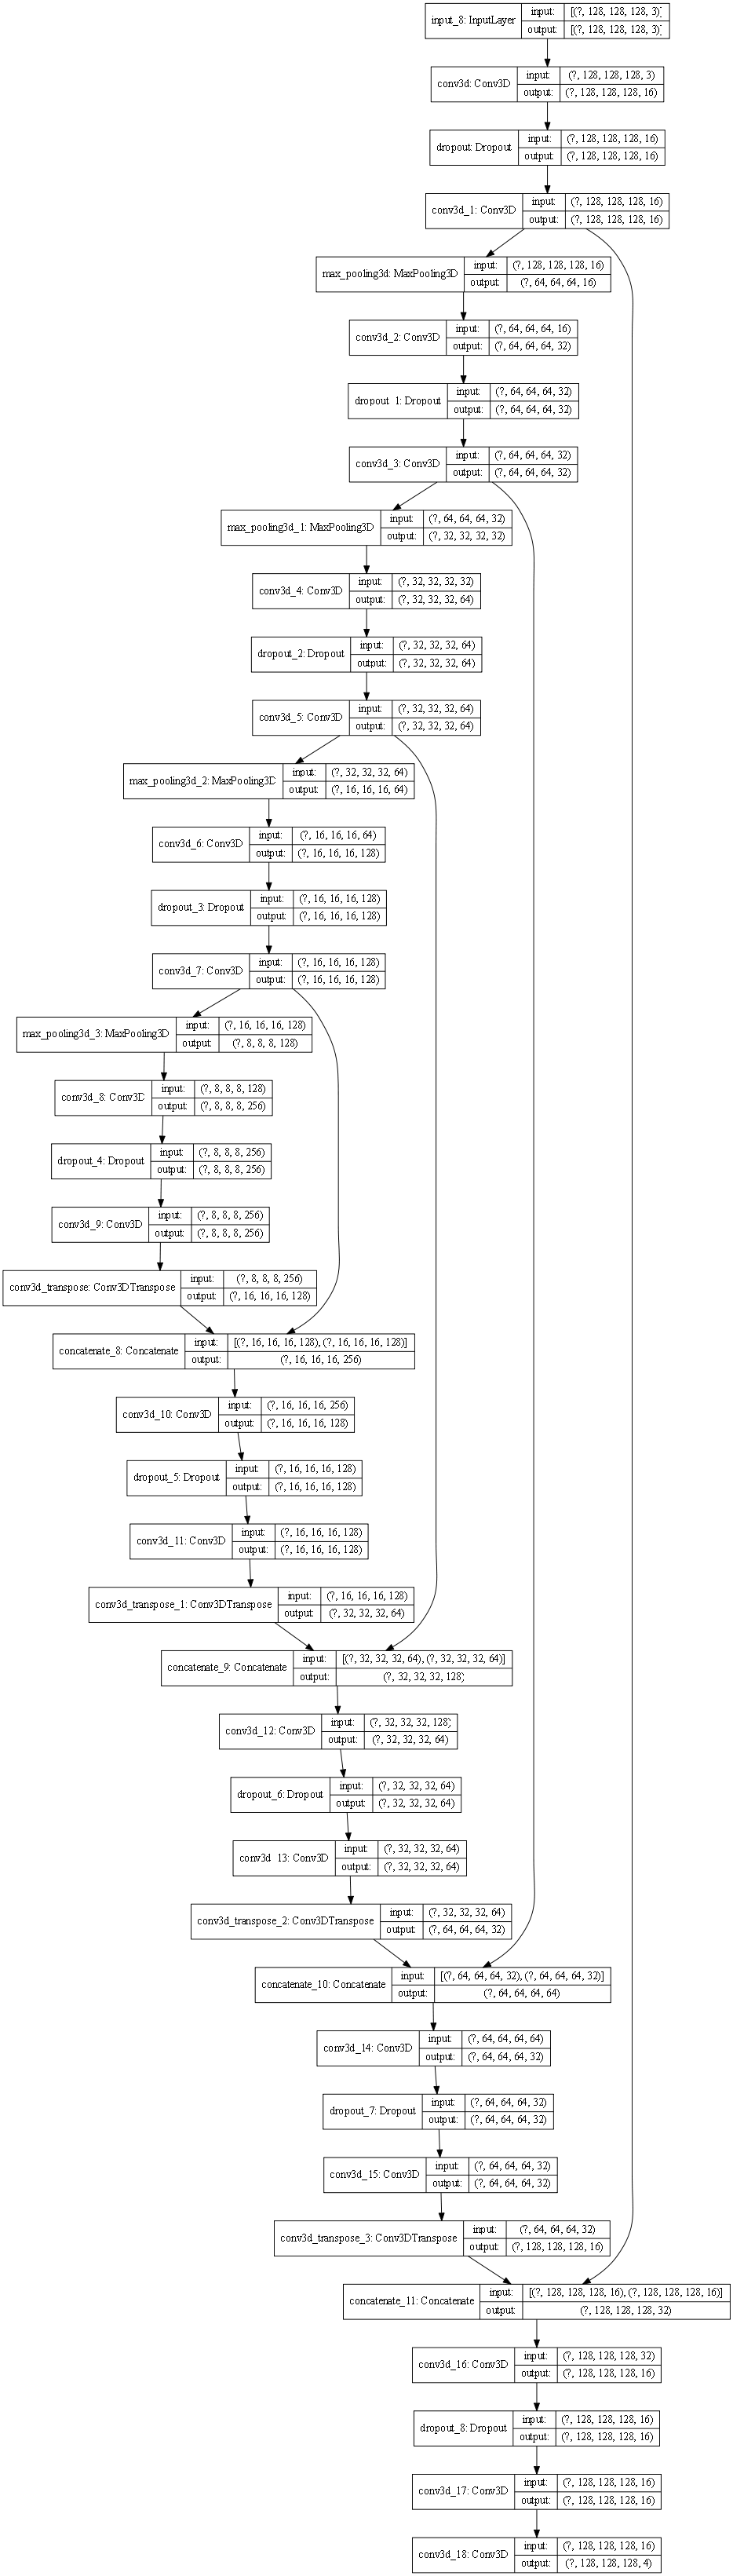 input_8: InputLayer
input:
[(?, 128, 128, 128, 3)]
output:
[(?, 128, 128, 128, 3)]
conv3d: Conv3D
input:
(?, 128, 128, 128, 3)
output:
(?, 128, 128, 128, 16)
dropout: Dropout
input:
(?, 128, 128, 128, 16)
output:
(?, 128, 128, 128, 16)
conv3d_1: Conv3D
input:
(?, 128, 128, 128, 16)
output:
(?, 128, 128, 128, 16)
max_pooling3d: MaxPooling3D
input:
(?, 128, 128, 128, 16)
output:
(?, 64, 64, 64, 16)
conv3d_2: Conv3D
input:
(?, 64, 64, 64, 16)
output:
(?, 64, 64, 64, 32)
dropout_1: Dropout
input:
(?, 64, 64, 64, 32)
output:
(?, 64, 64, 64, 32)
conv3d_3: Conv3D
input:
(?, 64, 64, 64, 32)
output:
(?, 64, 64, 64, 32)
max_pooling3d_1: MaxPooling3D
input:
(?, 64, 64, 64, 32)
output:
(?, 32, 32, 32, 32)
conv3d_4: Conv3D
input:
(?, 32, 32, 32, 32)
output:
(?, 32, 32, 32, 64)
dropout_2: Dropout
input:
(?, 32, 32, 32, 64)
output:
(?, 32, 32, 32, 64)
conv3d_5: Conv3D
input:
(?, 32, 32, 32, 64)
output:
(?, 32, 32, 32, 64)
max_pooling3d_2: MaxPooling3D
input:
(?, 32, 32, 32, 64)
output:
(?, 16, 16, 16, 64)
conv3d_6: Conv3D
input:
(?, 16, 16, 16, 64)
output:
(?, 16, 16, 16, 128)
dropout_3: Dropout
input:
(?, 16, 16, 16, 128)
output:
(?, 16, 16, 16, 128)
conv3d_7: Conv3D
input:
(?, 16, 16, 16, 128)
output:
(?, 16, 16, 16, 128)
max_pooling3d_3: MaxPooling3D
input:
(?, 16, 16, 16, 128)
output:
(?, 8, 8, 8, 128)
conv3d_8: Conv3D
input:
(?, 8, 8, 8, 128)
output:
(?, 8, 8, 8, 256)
dropout_4: Dropout
input:
(?, 8, 8, 8, 256)
output:
(?, 8, 8, 8, 256)
conv3d_9: Conv3D
input:
(?, 8, 8, 8, 256)
output:
(?, 8, 8, 8, 256)
conv3d_transpose: Conv3DTranspose
input:
(?, 8, 8, 8, 256)
output:
(?, 16, 16, 16, 128)
concatenate_8: Concatenate
input:
[(?, 16, 16, 16, 128), (?, 16, 16, 16, 128)]
output:
(?, 16, 16, 16, 256)
conv3d_10: Conv3D
input:
(?, 16, 16, 16, 256)
output:
(?, 16, 16, 16, 128)
dropout_5: Dropout
input:
(?, 16, 16, 16, 128)
output:
(?, 16, 16, 16, 128)
conv3d_11: Conv3D
input:
(?, 16, 16, 16, 128)
output:
(?, 16, 16, 16, 128)
conv3d_transpose_1: Conv3DTranspose
input:
(?, 16, 16, 16, 128)
output:
(?, 32, 32, 32, 64)
concatenate_9: Concatenate
input:
[(?, 32, 32, 32, 64), (?, 32, 32, 32, 64)]
output:
(?, 32, 32, 32, 128)
conv3d_12: Conv3D
input:
(?, 32, 32, 32, 128)
output:
(?, 32, 32, 32, 64)
dropout_6: Dropout
input:
(?, 32, 32, 32, 64)
output:
(?, 32, 32, 32, 64)
conv3d_13: Conv3D
input:
(?, 32, 32, 32, 64)
output:
(?, 32, 32, 32, 64)
conv3d_transpose_2: Conv3DTranspose
input:
(?, 32, 32, 32, 64)
output:
(?, 64, 64, 64, 32)
concatenate_10: Concatenate
input:
[(?, 64, 64, 64, 32), (?, 64, 64, 64, 32)]
output:
(?, 64, 64, 64, 64)
conv3d_14: Conv3D
input:
(?, 64, 64, 64, 64)
output:
(?, 64, 64, 64, 32)
dropout_7: Dropout
input:
(?, 64, 64, 64, 32)
output:
(?, 64, 64, 64, 32)
conv3d_15: Conv3D
input:
(?, 64, 64, 64, 32)
output:
(?, 64, 64, 64, 32)
conv3d_transpose_3: Conv3DTranspose
input:
(?, 64, 64, 64, 32)
output:
(?, 128, 128, 128, 16)
concatenate_11: Concatenate
input:
[(?, 128, 128, 128, 16), (?, 128, 128, 128, 16)]
output:
(?, 128, 128, 128, 32)
conv3d_16: Conv3D
input:
(?, 128, 128, 128, 32)
output:
(?, 128, 128, 128, 16)
dropout_8: Dropout
input:
(?, 128, 128, 128, 16)
output:
(?, 128, 128, 128, 16)
conv3d_17: Conv3D
input:
(?, 128, 128, 128, 16)
output:
(?, 128, 128, 128, 16)
conv3d_18: Conv3D
input:
(?, 128, 128, 128, 16)
output:
(?, 128, 128, 128, 4)